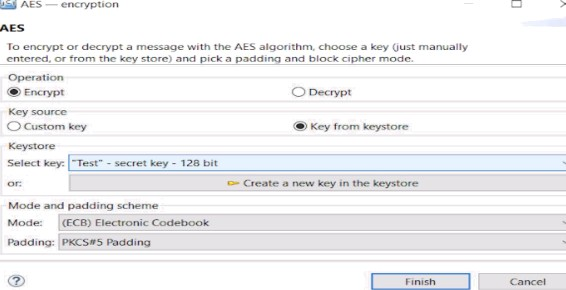 AES — encryption
AES
To encrypt or decrypt a message with the AES algorithm, choose a key (just manually
entered, or from the key store) and pick a padding and block cipher mode.
Operation
Encrypt Decrypt
Key source
Custom key Key from keystore
Keystore
Select key: "Test" - secret key - 128 bit
or: Create a new key in the keystore
Mode and padding scheme
Mode: (ECB) Electronic Codebook
Padding: PKCS#5 Padding
? Finish Cancel